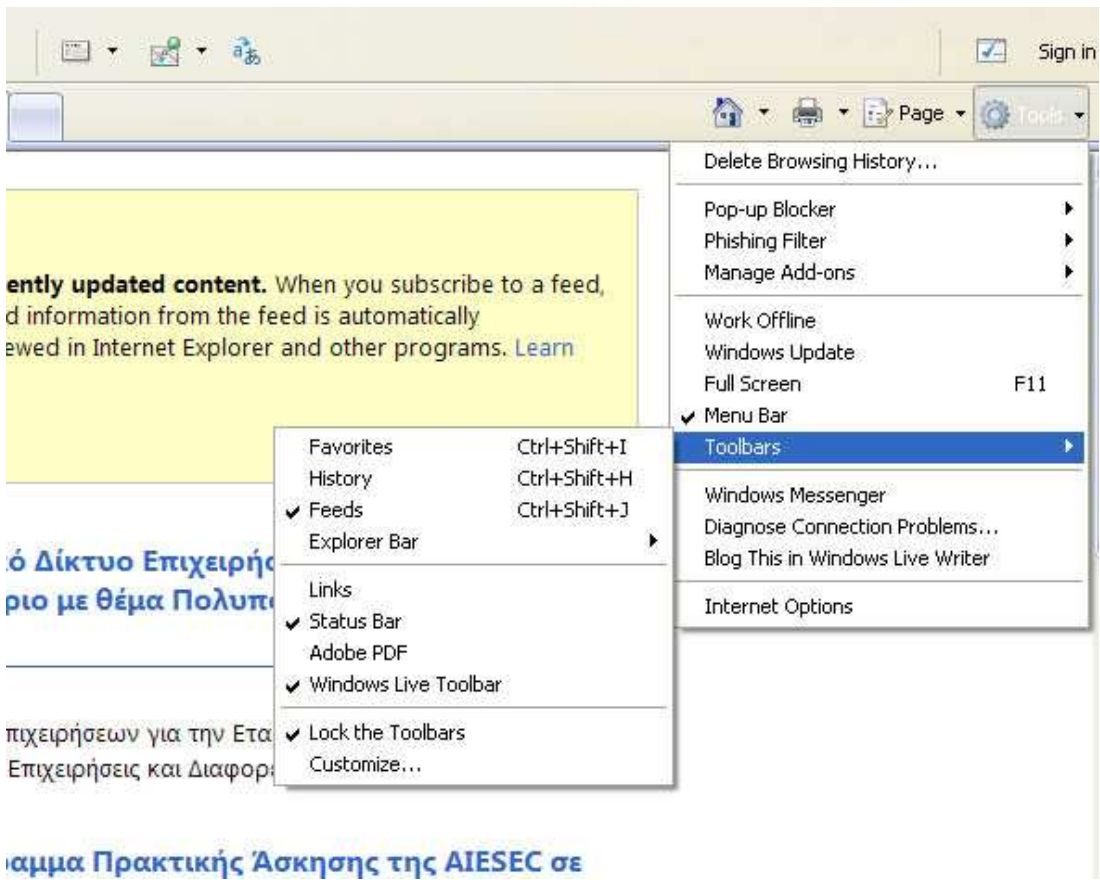 Sign in
Page
Tools
Delete Browsing History...
Pop-up Blocker
Phishing Filter
Manage Add-ons
Work Offline
Windows Update
Full Screen F11
Menu Bar
Toolbars
Windows Messenger
Diagnose Connection Problems...
Blog This in Windows Live Writer
Internet Options
Favorites Ctrl+Shift+I
History Ctrl+Shift+H
Feeds Ctrl+Shift+J
Explorer Bar
Links
Status Bar
Adobe PDF
Windows Live Toolbar
Lock the Toolbars
Customize...
ently updated content. When you subscribe to a feed,
d information from the feed is automatically
ewed in Internet Explorer and other programs. Learn
ό Δίκτυο Επιχειρήσ
ριο με θέμα Πολυπ
πιχειρήσεων για την Ετα
Επιχειρήσεις και Διαφορ
αμμα Πρακτικής Άσκησης της AIESEC σε